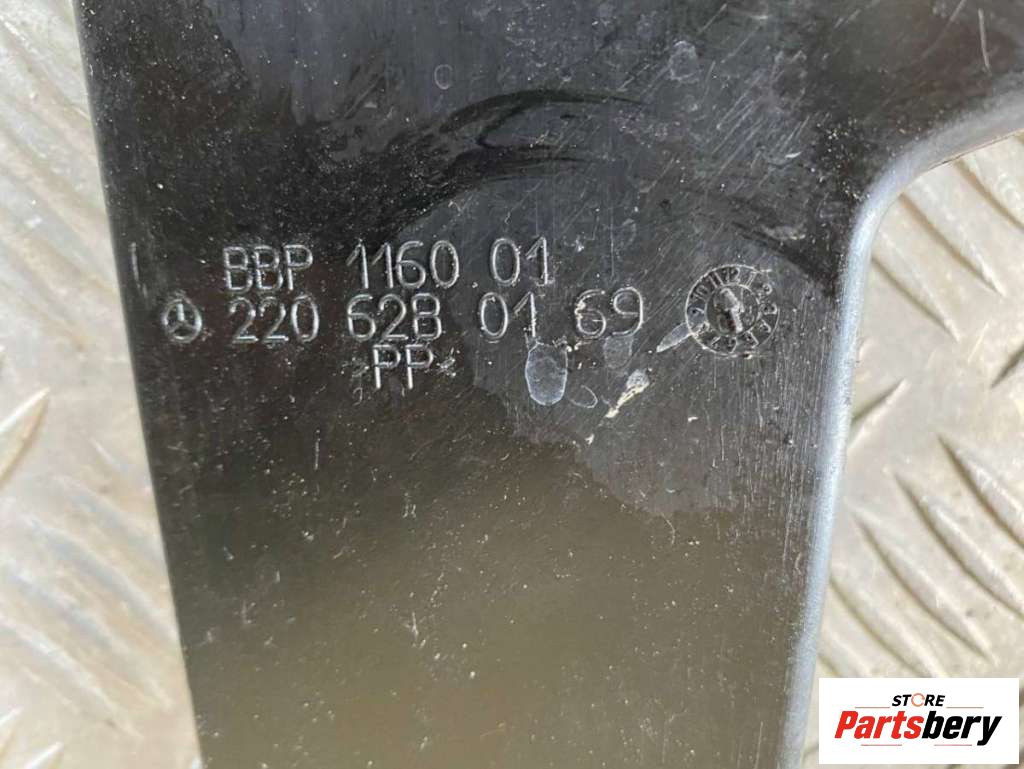 BBP 1160 01
220 628 01 69
PP
STORE
Partsbery